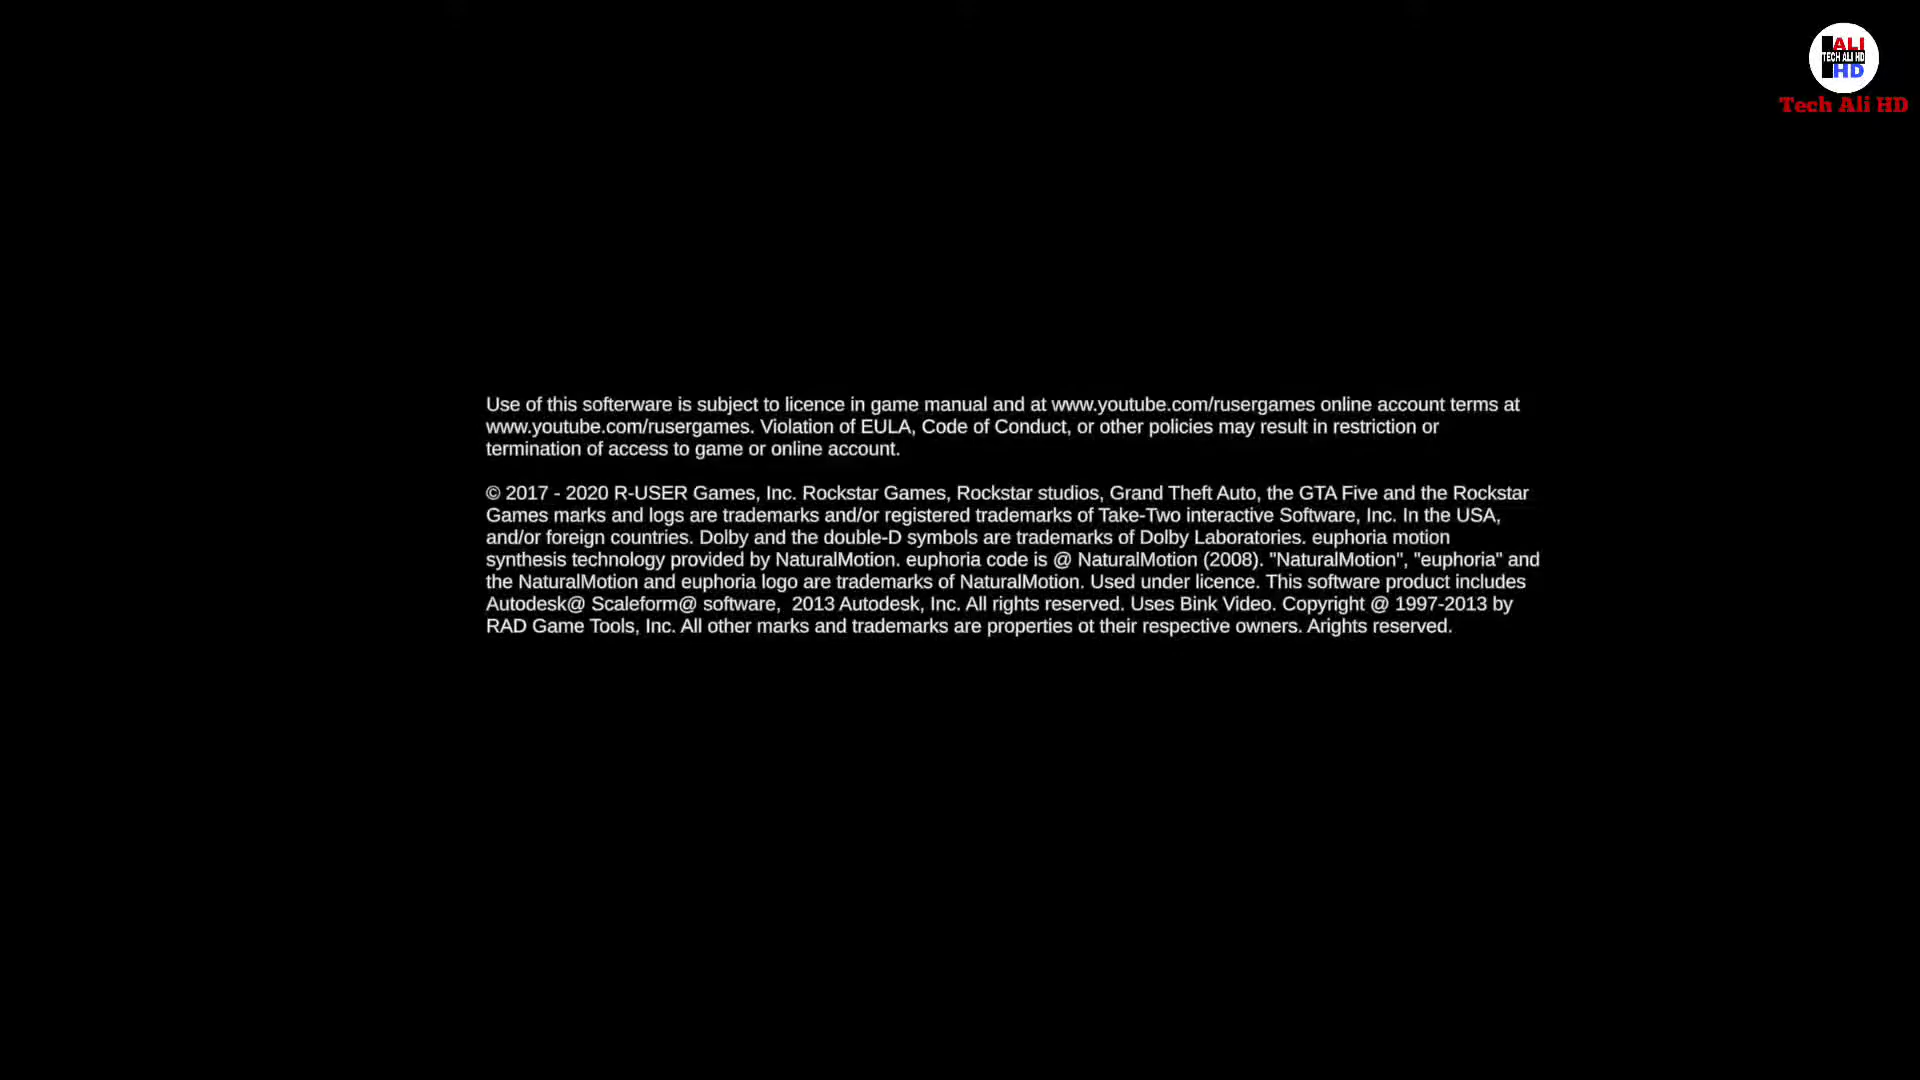 ALI
TECH ALI HD
HD
Tech Ali HD
Use of this softerware is subject to licence in game manual and at www.youtube.com/rusergames online account terms at
www.youtube.com/rusergames. Violation of EULA, Code of Conduct, or other policies may result in restriction or
termination of access to game or online account.
© 2017 - 2020 R-USER Games, Inc. Rockstar Games, Rockstar studios, Grand Theft Auto, the GTA Five and the Rockstar
Games marks and logs are trademarks and/or registered trademarks of Take-Two interactive Software, Inc. In the USA,
and/or foreign countries. Dolby and the double-D symbols are trademarks of Dolby Laboratories. euphoria motion
synthesis technology provided by NaturalMotion. euphoria code is @ NaturalMotion (2008). "NaturalMotion", "euphoria" and
the NaturalMotion and euphoria logo are trademarks of NaturalMotion. Used under licence. This software product includes
Autodesk@ Scaleform@ software,  2013 Autodesk, Inc. All rights reserved. Uses Bink Video. Copyright @ 1997-2013 by
RAD Game Tools, Inc. All other marks and trademarks are properties ot their respective owners. Arights reserved.